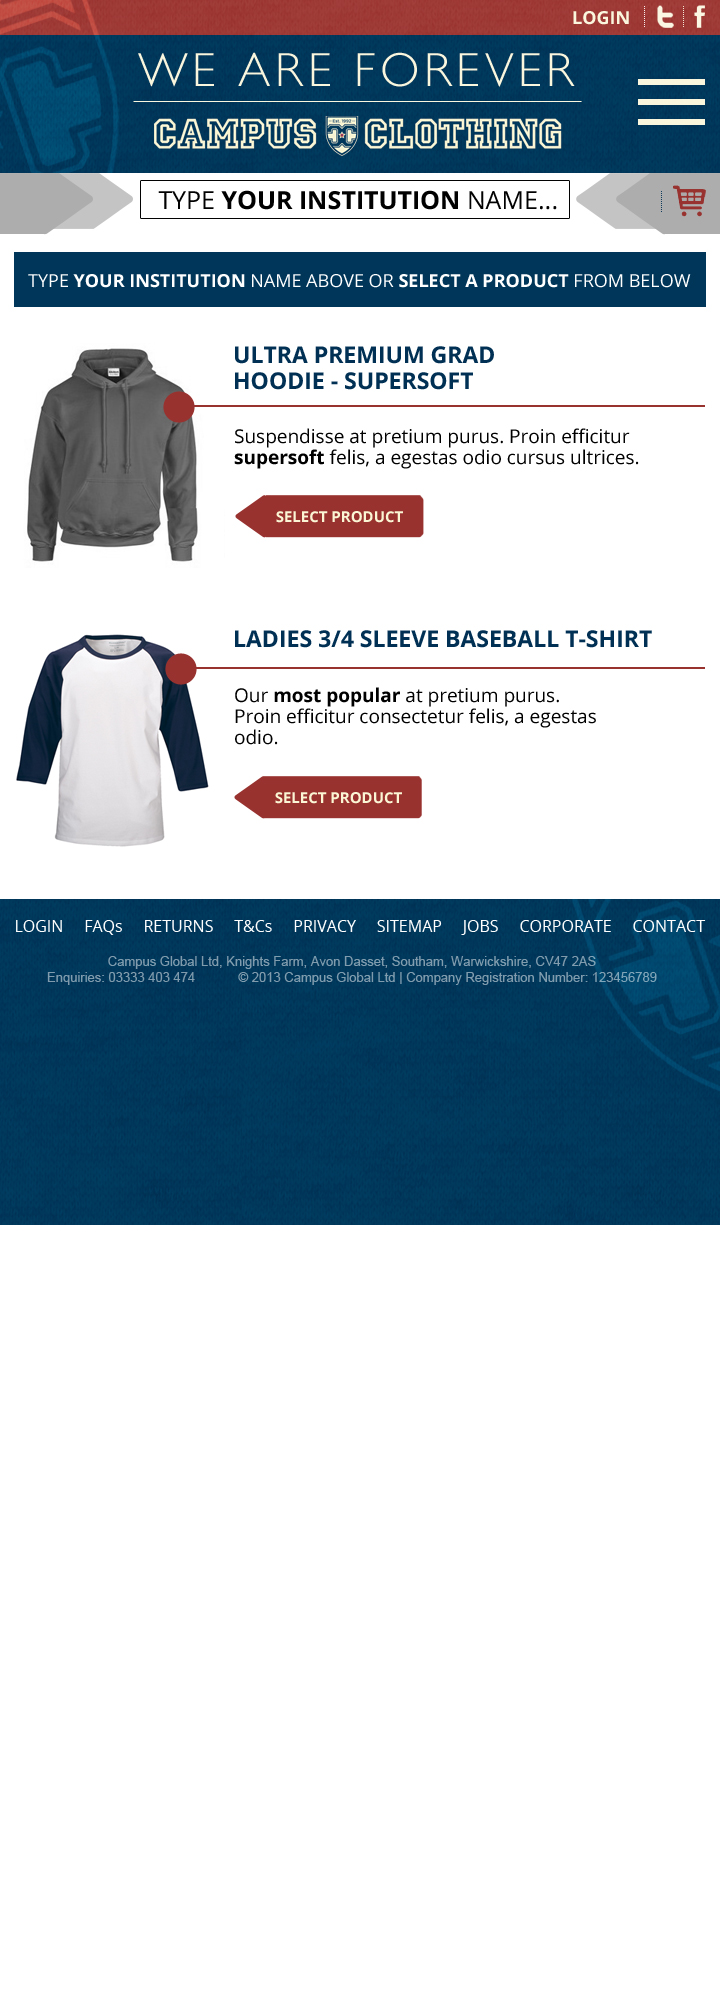 LOGIN
WE ARE FOREVER
CAMPUS CLOTHING
Est. 1992
TYPE YOUR INSTITUTION NAME...
TYPE YOUR INSTITUTION NAME ABOVE OR SELECT A PRODUCT FROM BELOW
ULTRA PREMIUM GRAD
HOODIE - SUPERSOFT
Suspendisse at pretium purus. Proin efficitur
supersoft felis, a egestas odio cursus ultrices.
SELECT PRODUCT
LADIES 3/4 SLEEVE BASEBALL T-SHIRT
Our most popular at pretium purus.
Proin efficitur consectetur felis, a egestas
odio.
SELECT PRODUCT
LOGIN FAQs RETURNS T&Cs PRIVACY SITEMAP JOBS CORPORATE CONTACT
Campus Global Ltd, Knights Farm, Avon Dasset, Southam, Warwickshire, CV47 2AS
Enquiries: 03333 403 474 © 2013 Campus Global Ltd | Company Registration Number: 123456789